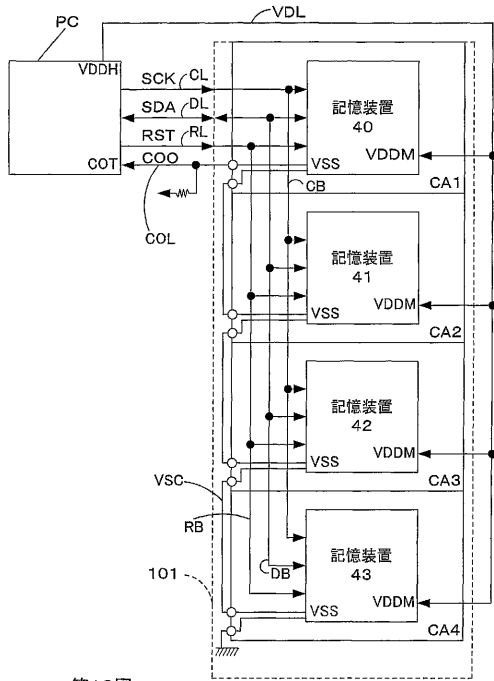 PC
VDL
VDDH
SCK
CL
SDA
DL
RST
RL
COT
COO
COL
記憶装置
40
VDDM
VSS
CB
CA1
記憶装置
41
VDDM
VSS
CA2
記憶装置
42
VDDM
VSS
CA3
VSC
RB
記憶装置
43
DB
VDDM
101
VSS
CA4